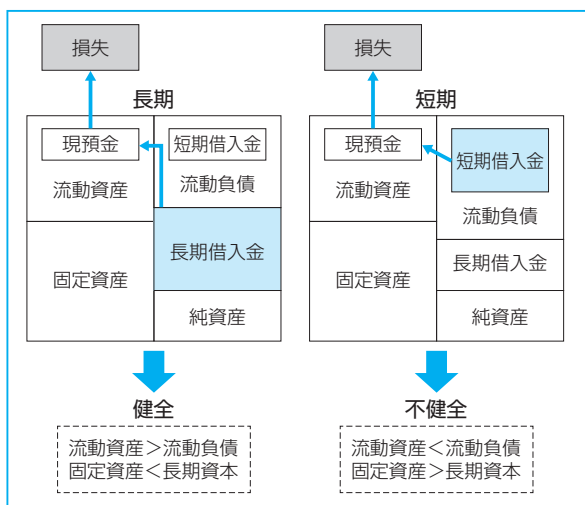 損失
長期
現預金
流動資産
固定資産
短期借入金
流動負債
長期借入金
純資産
健全
流動資産＞流動負債
固定資産＜長期資本
損失
短期
現預金
流動資産
固定資産
短期借入金
流動負債
長期借入金
純資産
不健全
流動資産＜流動負債
固定資産＞長期資本